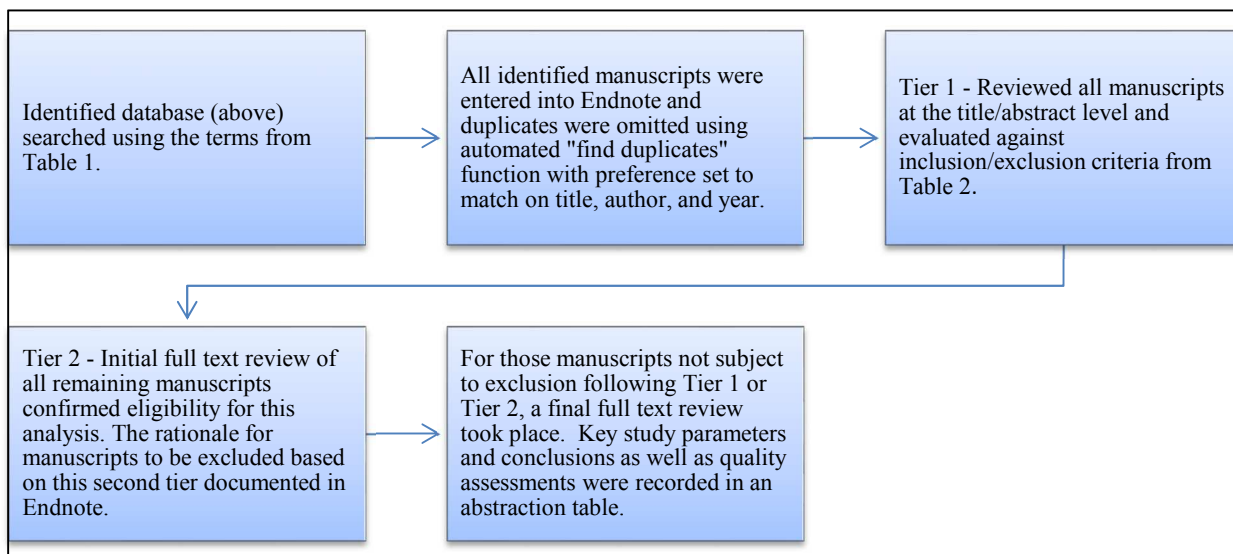 Identified database (above)
searched using the terms from
Table 1.
All identified manuscripts were
entered into Endnote and
duplicates were omitted using
automated "find duplicates"
function with preference set to
match on title, author, and year.
Tier 1 - Reviewed all manuscripts
at the title/abstract level and
evaluated against
inclusion/exclusion criteria from
Table 2.
Tier 2 - Initial full text review of
all remaining manuscripts
confirmed eligibility for this
analysis. The rationale for
manuscripts to be excluded based
on this second tier documented in
Endnote.
For those manuscripts not subject
to exclusion following Tier 1 or
Tier 2, a final full text review
took place.  Key study parameters
and conclusions as well as quality
assessments were recorded in an
abstraction table.